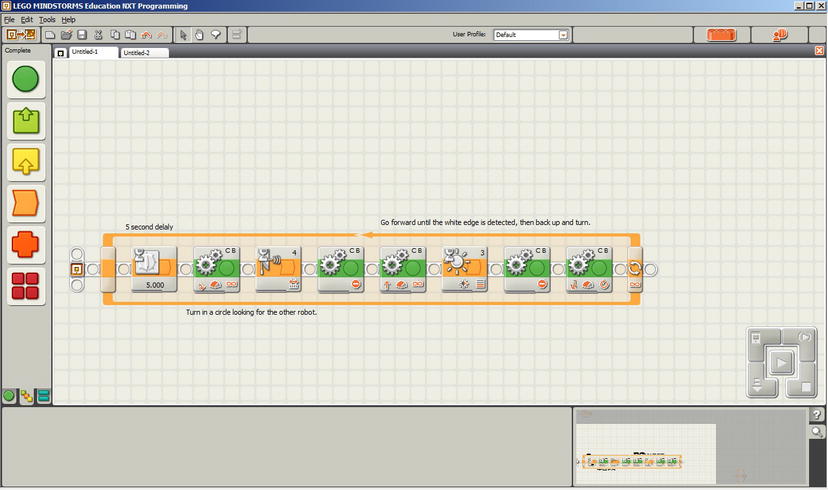 LEGO MINDSTORMS Education NXT Programming
File Edit Tools Help
User Profile: Default
Complete
Untitled-1 Untitled-2
Go forward until the white edge is detected, then back up and turn.
5 second delaly
C B 4 C B C B 3 C B C B
5.000
Turn in a circle looking for the other robot.
?